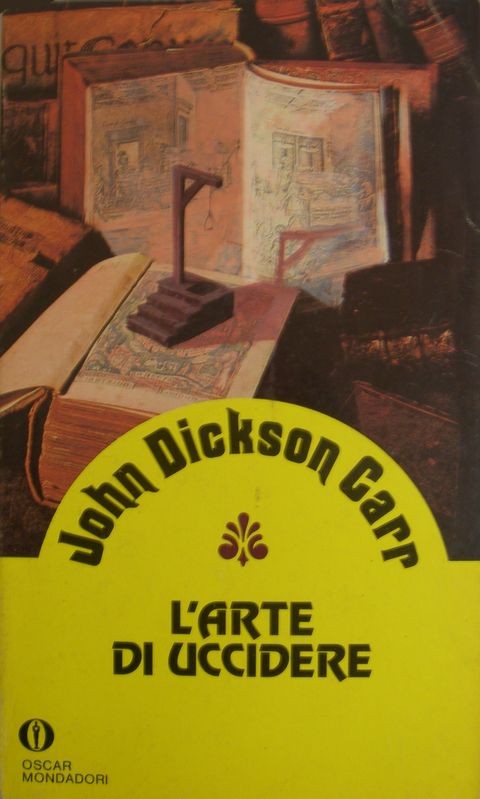 John Dickson Carr
L'ARTE
DI UCCIDERE
OSCAR
MONDADORI